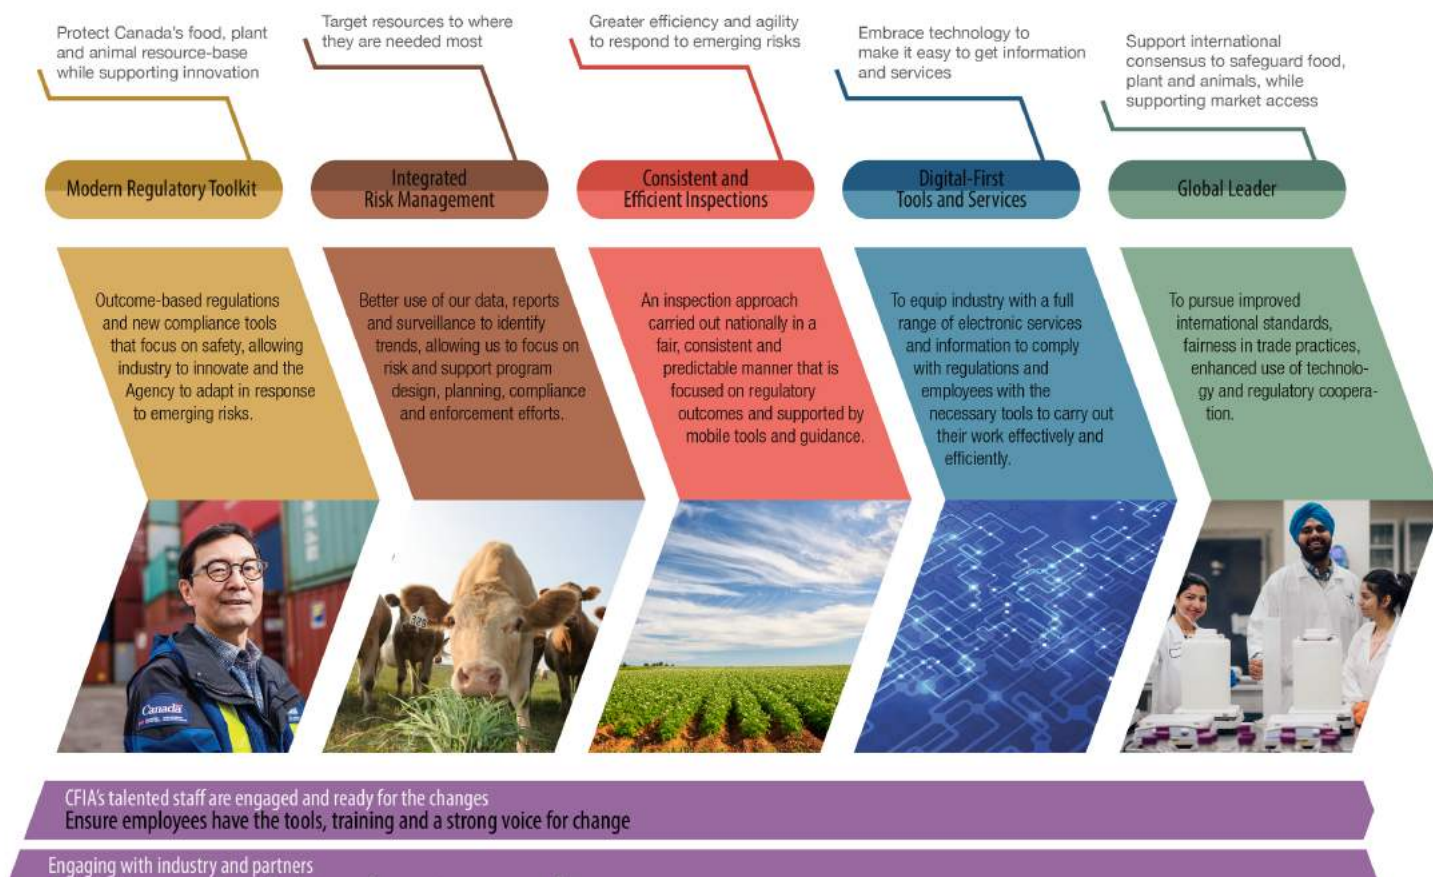 Protect Canada's food, plant
and animal resource-base
while supporting innovation
Target resources to where
they are needed most
Greater efficiency and agility
to respond to emerging risks
Embrace technology to
make it easy to get information
and services
Support international
consensus to safeguard food,
plant and animals, while
supporting market access
Modern Regulatory Toolkit
Integrated
Risk Management
Consistent and
Efficient Inspections
Digital-First
Tools and Services
Global Leader
Outcome-based regulations
and new compliance tools
that focus on safety, allowing
industry to innovate and the
Agency to adapt in response
to emerging risks.
Better use of our data, reports
and surveillance to identify
trends, allowing us to focus on
risk and support program
design, planning, compliance
and enforcement efforts.
An inspection approach
carried out nationally in a
fair, consistent and
predictable manner that is
focused on regulatory
outcomes and supported by
mobile tools and guidance.
To equip industry with a full
range of electronic services
and information to comply
with regulations and
employees with the
necessary tools to carry out
their work effectively and
efficiently.
To pursue improved
international standards,
fairness in trade practices,
enhanced use of technolo-
gy and regulatory coopera-
tion.
Canada
CFIA's talented staff are engaged and ready for the changes
Ensure employees have the tools, training and a strong voice for change
Engaging with industry and partners